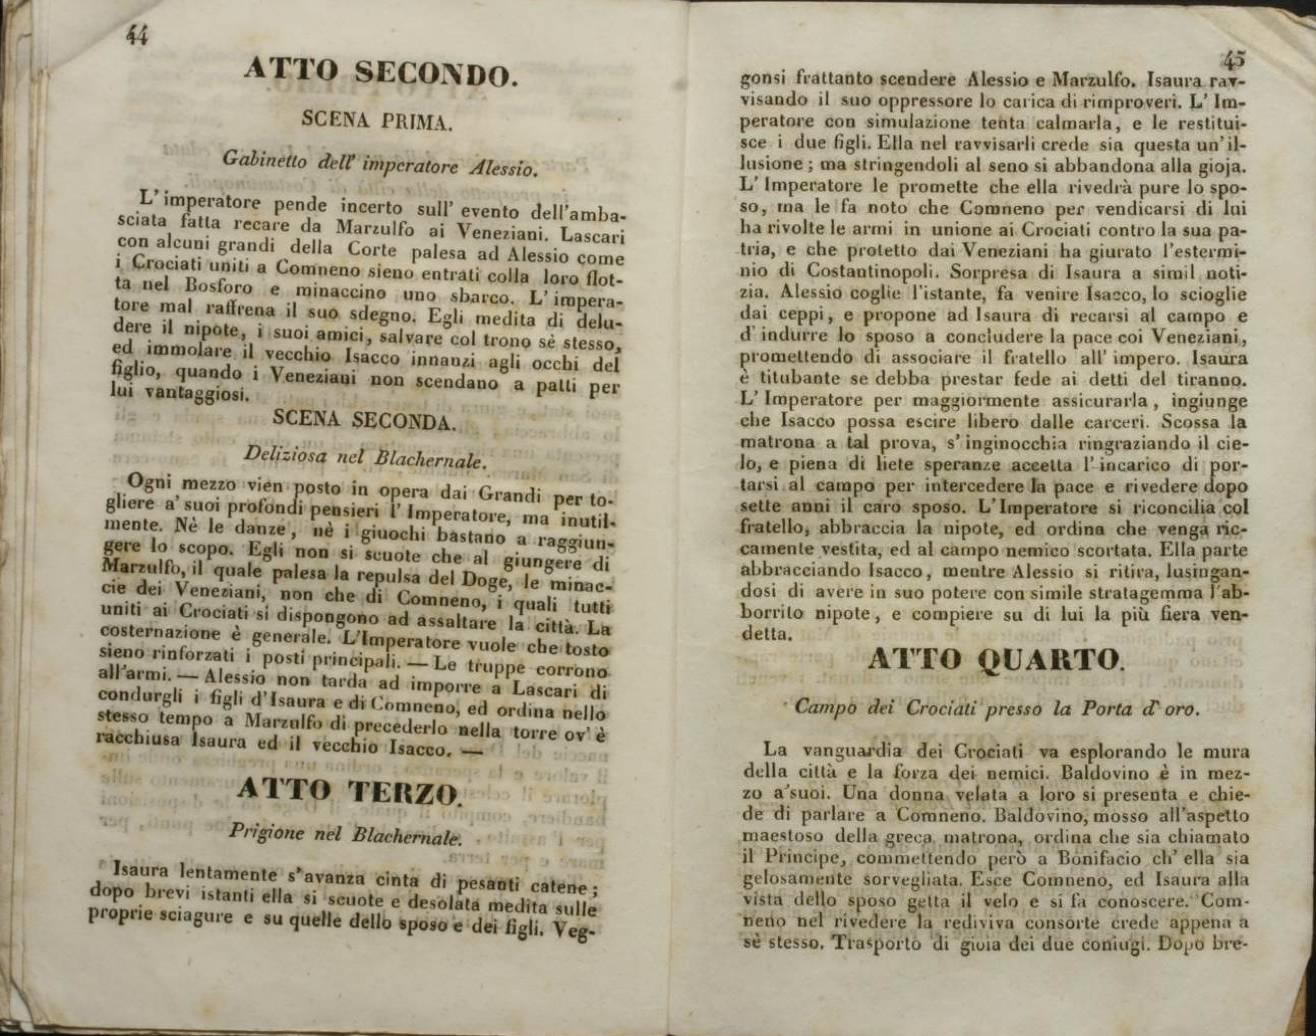 44
ATTO SECONDO.
SCENA PRIMA.
Gabinetto dell' imperatore Alessio.
L' imperatore pende incerto sull' evento dell'amba-
sciata fatta recare da Marzulfo ai Veneziani. Lascari
con alcuni grandi della Corte palesa ad Alessio come
i Crociati uniti a Comneno sieno entrati colla loro flot-
ta nel Bosforo e minaccino uno sbarco. L' impera-
tore mal raffrena il suo sdegno. Egli medita di delu-
dere il nipote, i suoi amici, salvare col trono sè stesso,
ed immolare il vecchio Isacco innanzi agli occhi del
figlio, quando i Veneziani non scendano a patti per
lui vantaggiosi.
SCENA SECONDA.
Deliziosa nel Blachernale.
Ogni mezzo vien posto in opera dai Grandi per to-
gliere a' suoi profondi pensieri l' Imperatore, ma inutil-
mente. Nè le danze, nè i giuochi bastano a raggiun-
gere lo scopo. Egli non si scuote che al giungere di
Marzulfo, il quale palesa la repulsa del Doge, le minac-
cie dei Veneziani, non che di Comneno, i quali tutti
uniti ai Crociati si dispongono ad assaltare la città. La
costernazione è generale. L'Imperatore vuole che tosto
sieno rinforzati i posti principali. — Le truppe corrono
all'armi. — Alessio non tarda ad imporre a Lascari di
condurgli i figli d'Isaura e di Comneno, ed ordina nello
stesso tempo a Marzulfo di precederlo nella torre ov' è
racchiusa Isaura ed il vecchio Isacco. —
ATTO TERZO.
Prigione nel Blachernale.
Isaura lentamente s'avanza cinta di pesanti catene;
dopo brevi istanti ella si scuote e desolata medita sulle
proprie sciagure e su quelle dello sposo e dei figli. Veg-
45
gonsi frattanto scendere Alessio e Marzulfo. Isaura rav-
visando il suo oppressore lo carica di rimproveri. L' Im-
peratore con simulazione tenta calmarla, e le restitui-
sce i due figli. Ella nel ravvisarli crede sia questa un' il-
lusione; ma stringendoli al seno si abbandona alla gioja.
L' Imperatore le promette che ella rivedrà pure lo spo-
so, ma le fa noto che Comneno per vendicarsi di lui
ha rivolte le armi in unione ai Crociati contro la sua pa-
tria, e che protetto dai Veneziani ha giurato l'estermi-
nio di Costantinopoli. Sorpresa di Isaura a simil noti-
zia. Alessio coglie l'istante, fa venire Isacco, lo scioglie
dai ceppi, e propone ad Isaura di recarsi al campo e
d' indurre lo sposo a concludere la pace coi Veneziani,
promettendo di associare il fratello all' impero. Isaura
è titubante se debba prestar fede ai detti del tiranno.
L' Imperatore per maggiormente assicurarla, ingiunge
che Isacco possa escire libero dalle carceri. Scossa la
matrona a tal prova, s' inginocchia ringraziando il cie-
lo, e piena di liete speranze accetta l' incarico di por-
tarsi al campo per intercedere la pace e rivedere dopo
sette anni il caro sposo. L'Imperatore si riconcilia col
fratello, abbraccia la nipote, ed ordina che venga ric-
camente vestita, ed al campo nemico scortata. Ella parte
abbracciando Isacco, mentre Alessio si ritira, lusingan-
dosi di avere in suo potere con simile stratagemma l'ab-
borrito nipote, e compiere su di lui la più fiera ven-
detta.
ATTO QUARTO.
Campo dei Crociati presso la Porta d' oro.
La vanguardia dei Crociati va esplorando le mura
della città e la forza dei nemici. Baldovino è in mez-
zo a'suoi. Una donna velata a loro si presenta e chie-
de di parlare a Comneno. Baldovino, mosso all'aspetto
maestoso della greca matrona, ordina che sia chiamato
il Principe, commettendo però a Bonifacio ch' ella sia
gelosamente sorvegliata. Esce Comneno, ed Isaura alla
vista dello sposo getta il velo e si fa conoscere. Com-
neno nel rivedere la rediviva consorte crede appena a
sè stesso. Trasporto di gioia dei due coniugi. Dopo bre-